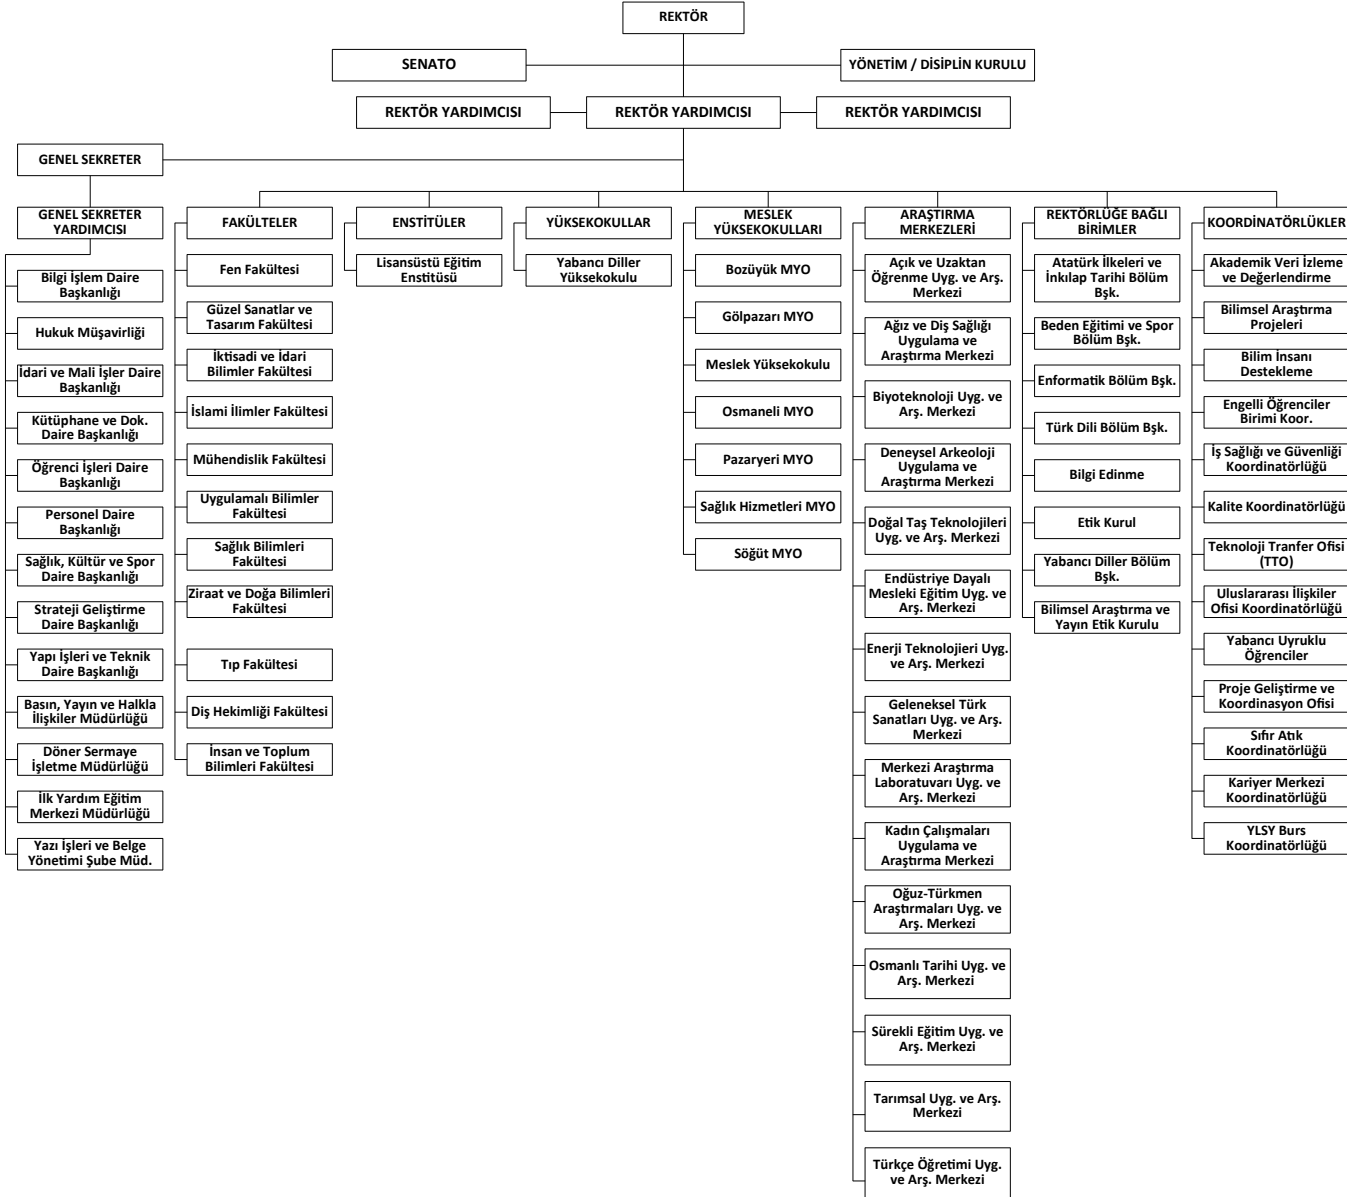 REKTÖR
SENATO
YÖNETİM / DİSİPLİN KURULU
REKTÖR YARDIMCISI
REKTÖR YARDIMCISI
REKTÖR YARDIMCISI
GENEL SEKRETER
GENEL SEKRETER
YARDIMCISI
Bilgi İşlem Daire
Başkanlığı
Hukuk Müşavirliği
İdari ve Mali İşler Daire
Başkanlığı
Kütüphane ve Dok.
Daire Başkanlığı
Öğrenci İşleri Daire
Başkanlığı
Personel Daire
Başkanlığı
Sağlık, Kültür ve Spor
Daire Başkanlığı
Strateji Geliştirme
Daire Başkanlığı
Yapı İşleri ve Teknik
Daire Başkanlığı
Basın, Yayın ve Halkla
İlişkiler Müdürlüğü
Döner Sermaye
İşletme Müdürlüğü
İlk Yardım Eğitim
Merkezi Müdürlüğü
Yazı İşleri ve Belge
Yönetimi Şube Müd.
FAKÜLTELER
Fen Fakültesi
Güzel Sanatlar ve
Tasarım Fakültesi
İktisadi ve İdari
Bilimler Fakültesi
İslami İlimler Fakültesi
Mühendislik Fakültesi
Uygulamalı Bilimler
Fakültesi
Sağlık Bilimleri
Fakültesi
Ziraat ve Doğa Bilimleri
Fakültesi
Tıp Fakültesi
Diş Hekimliği Fakültesi
İnsan ve Toplum
Bilimleri Fakültesi
ENSTİTÜLER
Lisansüstü Eğitim
Enstitüsü
YÜKSEKOKULLAR
Yabancı Diller
Yüksekokulu
MESLEK
YÜKSEKOKULLARI
Bozüyük MYO
Gölpazarı MYO
Meslek Yüksekokulu
Osmaneli MYO
Pazaryeri MYO
Sağlık Hizmetleri MYO
Söğüt MYO
ARAŞTIRMA
MERKEZLERİ
Açık ve Uzaktan
Öğrenme Uyg. ve Arş.
Merkezi
Ağız ve Diş Sağlığı
Uygulama ve
Araştırma Merkezi
Biyoteknoloji Uyg. ve
Arş. Merkezi
Deneysel Arkeoloji
Uygulama ve
Araştırma Merkezi
Doğal Taş Teknolojileri
Uyg. ve Arş. Merkezi
Endüstriye Dayalı
Mesleki Eğitim Uyg. ve
Arş. Merkezi
Enerji Teknolojieri Uyg.
ve Arş. Merkezi
Geleneksel Türk
Sanatları Uyg. ve Arş.
Merkezi
Merkezi Araştırma
Laboratuvarı Uyg. ve
Arş. Merkezi
Kadın Çalışmaları
Uygulama ve
Araştırma Merkezi
Oğuz-Türkmen
Araştırmaları Uyg. ve
Arş. Merkezi
Osmanlı Tarihi Uyg. ve
Arş. Merkezi
Sürekli Eğitim Uyg. ve
Arş. Merkezi
Tarımsal Uyg. ve Arş.
Merkezi
Türkçe Öğretimi Uyg.
ve Arş. Merkezi
REKTÖRLÜĞE BAĞLI
BİRİMLER
Atatürk İlkeleri ve
İnkılap Tarihi Bölüm
Bşk.
Beden Eğitimi ve Spor
Bölüm Bşk.
Enformatik Bölüm Bşk.
Türk Dili Bölüm Bşk.
Bilgi Edinme
Etik Kurul
Yabancı Diller Bölüm
Bşk.
Bilimsel Araştırma ve
Yayın Etik Kurulu
KOORDİNATÖRLÜKLER
Akademik Veri İzleme
ve Değerlendirme
Bilimsel Araştırma
Projeleri
Bilim İnsanı
Destekleme
Engelli Öğrenciler
Birimi Koor.
İş Sağlığı ve Güvenliği
Koordinatörlüğü
Kalite Koordinatörlüğü
Teknoloji Tranfer Ofisi
(TTO)
Uluslararası İlişkiler
Ofisi Koordinatörlüğü
Yabancı Uyruklu
Öğrenciler
Proje Geliştirme ve
Koordinasyon Ofisi
Sıfır Atık
Koordinatörlüğü
Kariyer Merkezi
Koordinatörlüğü
YLSY Burs
Koordinatörlüğü